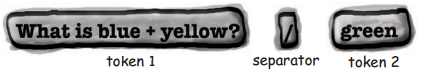 What is blue + yellow? / green
token 1 separator token 2